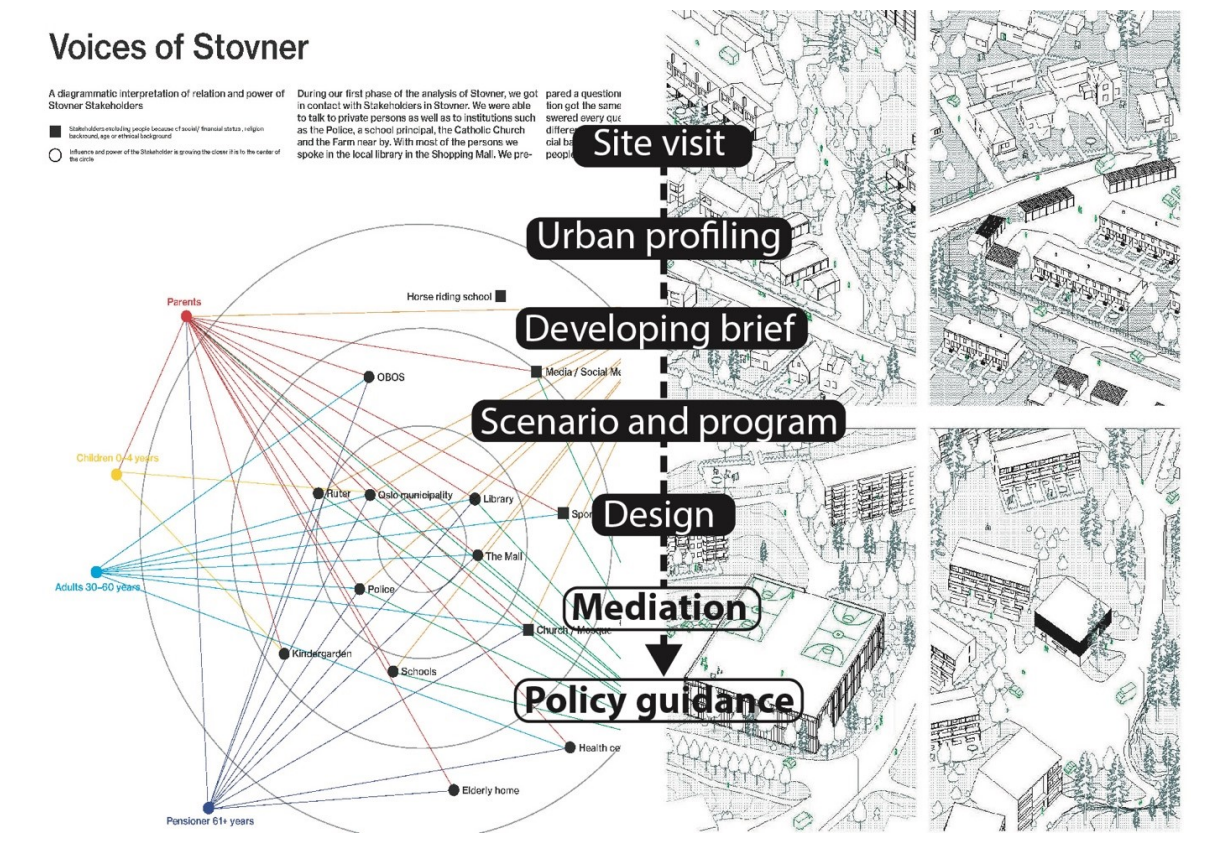 Voices of Stovner
A diagrammatic interpretation of relation and power of
Stovner Stakeholders
Stakeholders including people because of social/ financial status , religion
background, age or ethnical background
Influence and power of the Stakeholder is growing the closer it is to the center of
the circle
During our first phase of the analysis of Stovner, we got
in contact with Stakeholders in Stovner. We were able
to talk to private persons as well as to institutions such
as the Police, a school principal, the Catholic Church
and the Farm near by. With most of the persons we
spoke in the local library in the Shopping Mall. We pre-
pared a
tion got the same
swered every
cial
people
Site visit
Urban profiling
Developing brief
Scenario and program
Design
Mediation
Policy guidance
Parents
Horse riding school
OBOS
Media / Social
Children 0-4 years
Ruter
Oslo municipality
Library
The Mall
Adults 30-60 years
Police
Church / Mosque
Kindergarden
Schools
Health
Elderly home
Pensioner 61+ years